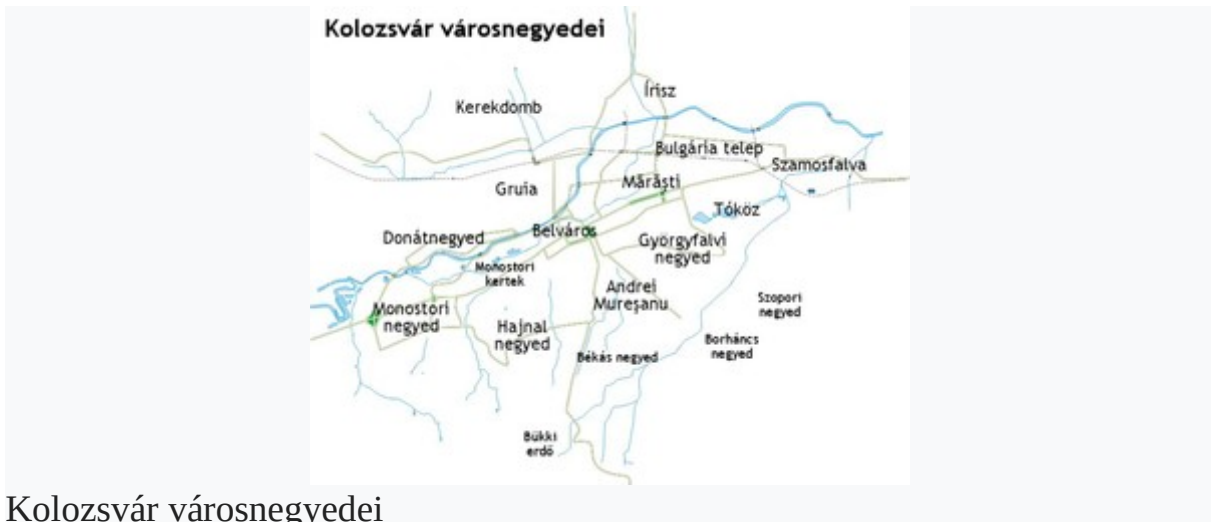 Kolozsvár városnegyedei
Írisz
Kerekdomb
Bulgária telep
Szamosfalva
Gruia
Mărăşti
Tóköz
Belváros
Donátnegyed
Györgyfalvi
negyed
Monostori
kertek
Andrei
Mureşanu
Szopori
negyed
Monostori
negyed
Hajnal
negyed
Borháncs
negyed
Békás negyed
Bükki
erdő
Kolozsvár városnegyedei